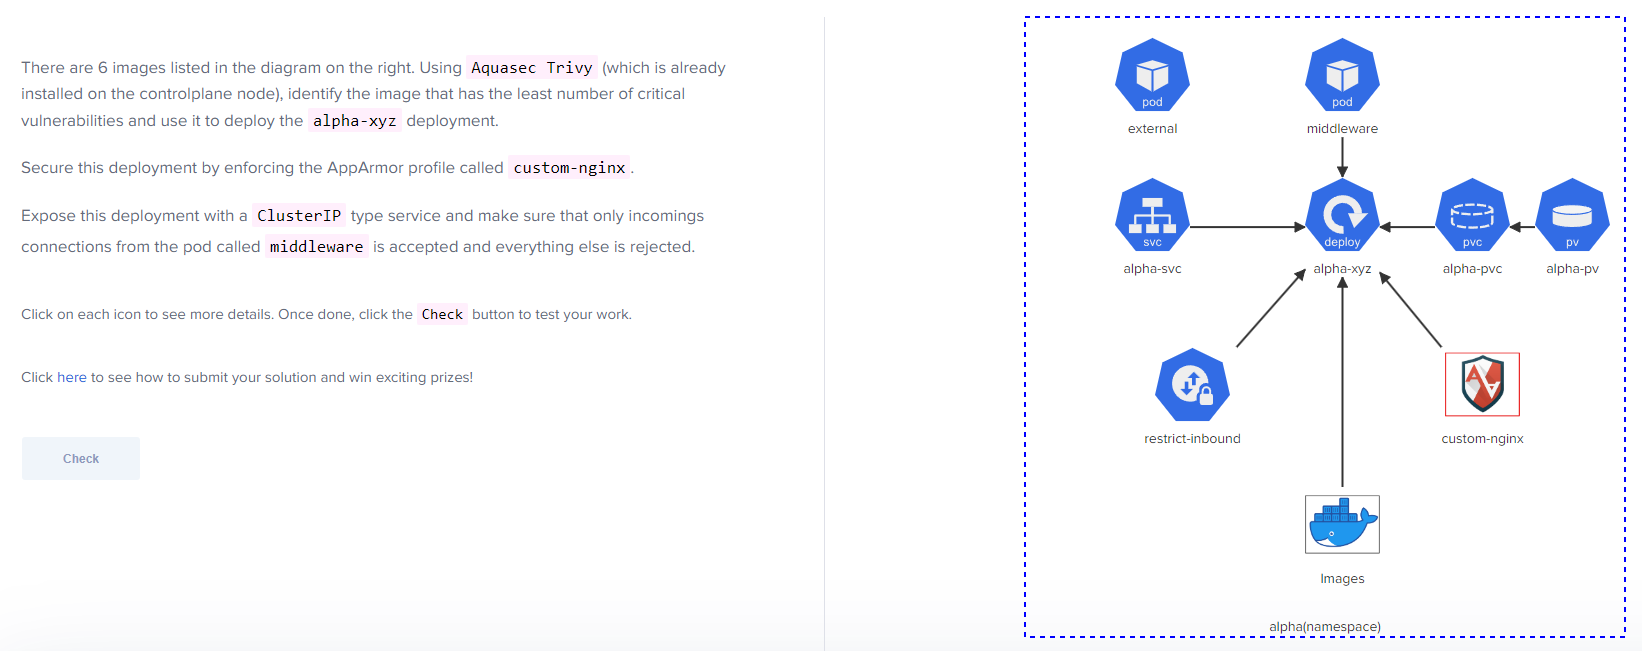 There are 6 images listed in the diagram on the right. Using Aquasec Trivy (which is already
installed on the controlplane node), identify the image that has the least number of critical
vulnerabilities and use it to deploy the alpha-xyz deployment.
Secure this deployment by enforcing the AppArmor profile called custom-nginx .
Expose this deployment with a ClusterIP type service and make sure that only incomings
connections from the pod called middleware is accepted and everything else is rejected.
Click on each icon to see more details. Once done, click the Check button to test your work.
Click here to see how to submit your solution and win exciting prizes!
Check
pod
external
pod
middleware
svc
alpha-svc
deploy
alpha-xyz
pvc
alpha-pvc
pv
alpha-pv
restrict-inbound
custom-nginx
Images
alpha(namespace)